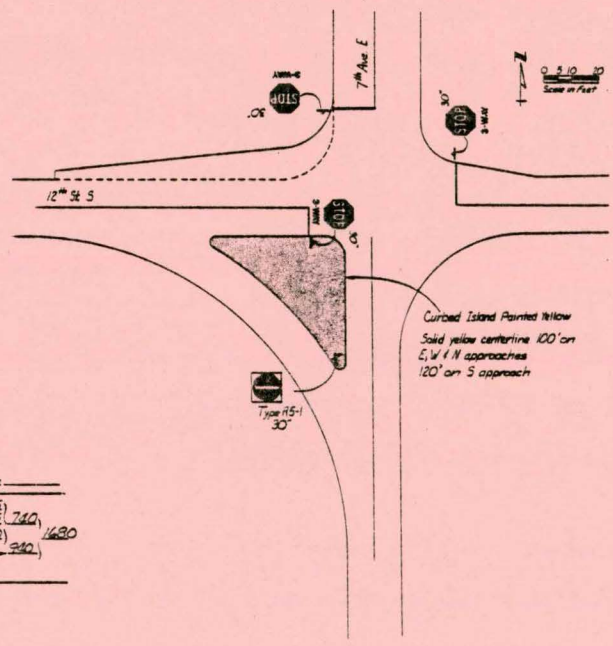 7th Ave. E
STOP
3-WAY
30"
STOP
3-WAY
30"
N
0 5 10 20
Scale in Feet
12th St. S
STOP
3-WAY
30"
Curbed Island Painted Yellow
Solid yellow centerline 100' on
E, W & N approaches
120' on S approach
Type R5-1
30"
740
1680
940